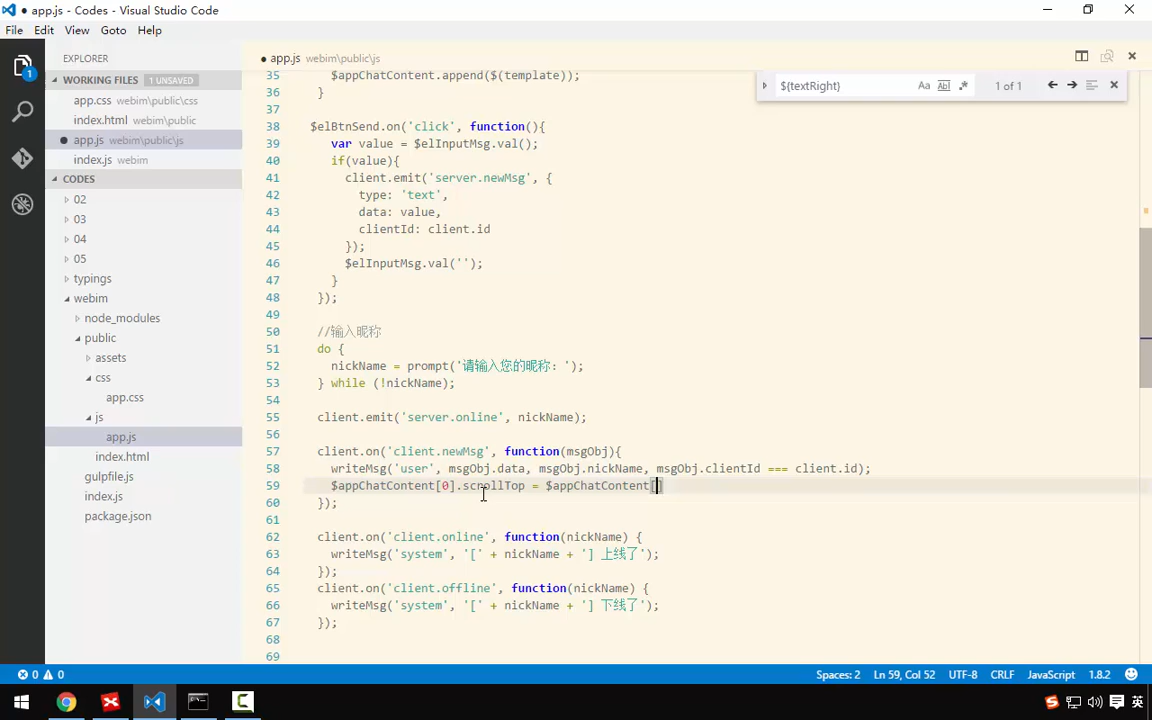 app.js - Codes - Visual Studio Code
File Edit View Goto Help
EXPLORER
WORKING FILES 1 UNSAVED
app.css webim\public\css
index.html webim\public
app.js webim\public\js
index.js webim
CODES
02
03
04
05
typings
webim
node_modules
public
assets
css
app.css
js
app.js
index.html
gulpfile.js
index.js
package.json
1
app.js webim\public\js
${textRight} Aa Ab| .* 1 of 1
35 $appChatContent.append($(template));
36 }
37
38 $elBtnSend.on('click', function(){
39 var value = $elInputMsg.val();
40 if(value){
41 client.emit('server.newMsg', {
42 type: 'text',
43 data: value,
44 clientId: client.id
45 });
46 $elInputMsg.val('');
47 }
48 });
49
50 //输入昵称
51 do {
52 nickName = prompt('请输入您的昵称：');
53 } while (!nickName);
54
55 client.emit('server.online', nickName);
56
57 client.on('client.newMsg', function(msgObj){
58 writeMsg('user', msgObj.data, msgObj.nickName, msgObj.clientId === client.id);
59 $appChatContent[0].scrollTop = $appChatContent[]
60 });
61
62 client.on('client.online', function(nickName) {
63 writeMsg('system', '[' + nickName + '] 上线了');
64 });
65 client.on('client.offline', function(nickName) {
66 writeMsg('system', '[' + nickName + '] 下线了');
67 });
68
69
0 0 Spaces: 2 Ln 59, Col 52 UTF-8 CRLF JavaScript 1.8.2
英